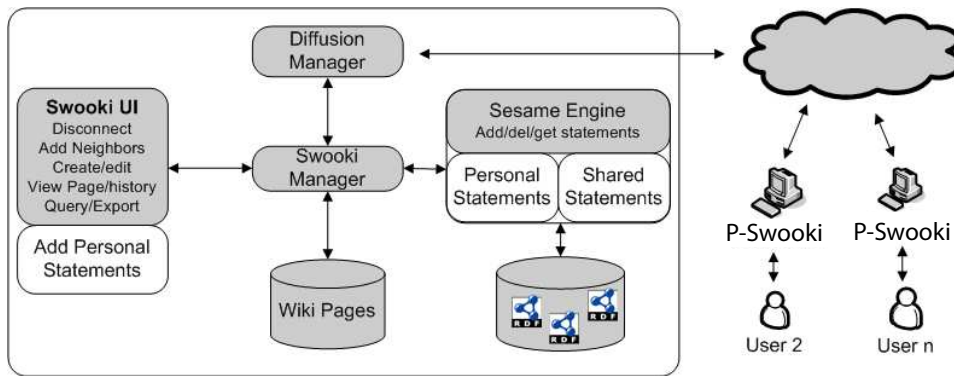 Diffusion
Manager
Swooki UI
Disconnect
Add Neighbors
Create/edit
View Page/history
Query/Export
Add Personal
Statements
Swooki
Manager
Wiki Pages
Sesame Engine
Add/del/get statements
Personal
Statements
Shared
Statements
RDF
RDF
RDF
P-Swooki
User 2
P-Swooki
User n